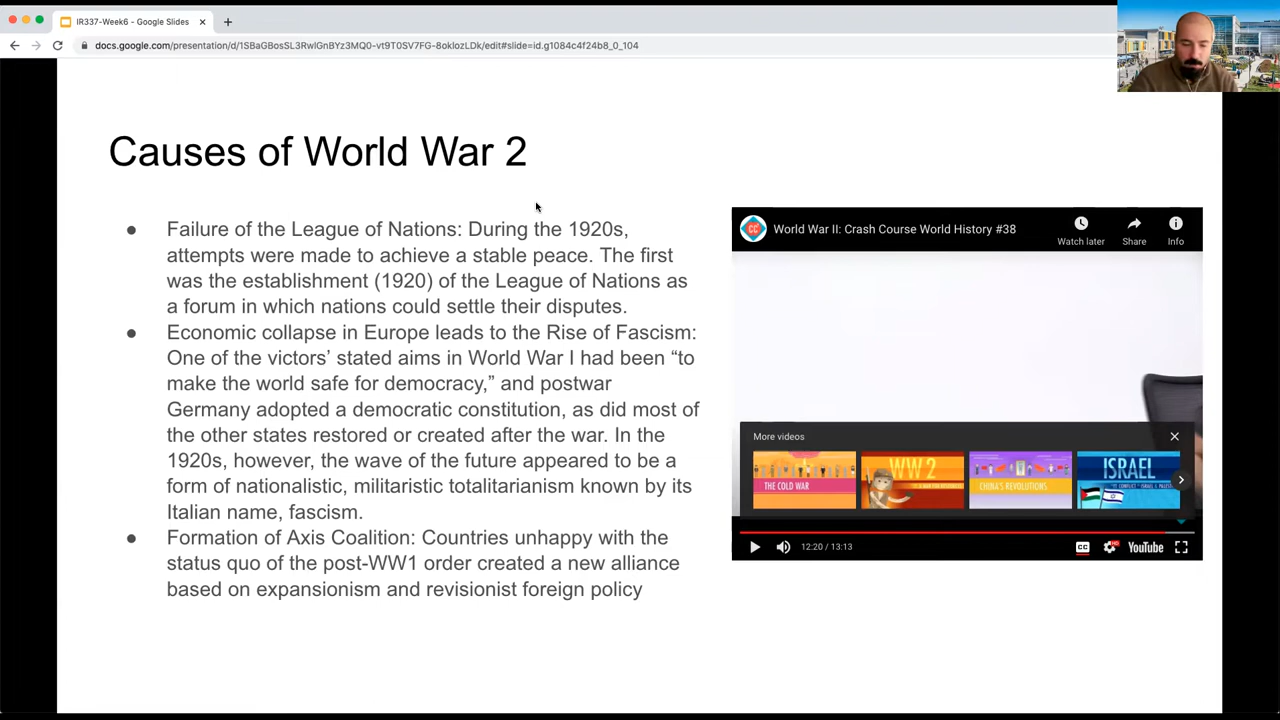 IR337-Week6 - Google Slides
docs.google.com/presentation/d/1SBaGBosSL3RwlGnBYz3MQ0-vt9T0SV7FG-8oklozLDk/edit#slide=id.g1084c4f24b8_0_104
Causes of World War 2
● Failure of the League of Nations: During the 1920s,
attempts were made to achieve a stable peace. The first
was the establishment (1920) of the League of Nations as
a forum in which nations could settle their disputes.
● Economic collapse in Europe leads to the Rise of Fascism:
One of the victors’ stated aims in World War I had been “to
make the world safe for democracy,” and postwar
Germany adopted a democratic constitution, as did most of
the other states restored or created after the war. In the
1920s, however, the wave of the future appeared to be a
form of nationalistic, militaristic totalitarianism known by its
Italian name, fascism.
● Formation of Axis Coalition: Countries unhappy with the
status quo of the post-WW1 order created a new alliance
based on expansionism and revisionist foreign policy
World War II: Crash Course World History #38
Watch later Share Info
More videos
THE COLD WAR
WW 2
CHINA'S REVOLUTIONS
ISRAEL
12:20 / 13:13
CC
HD
YouTube